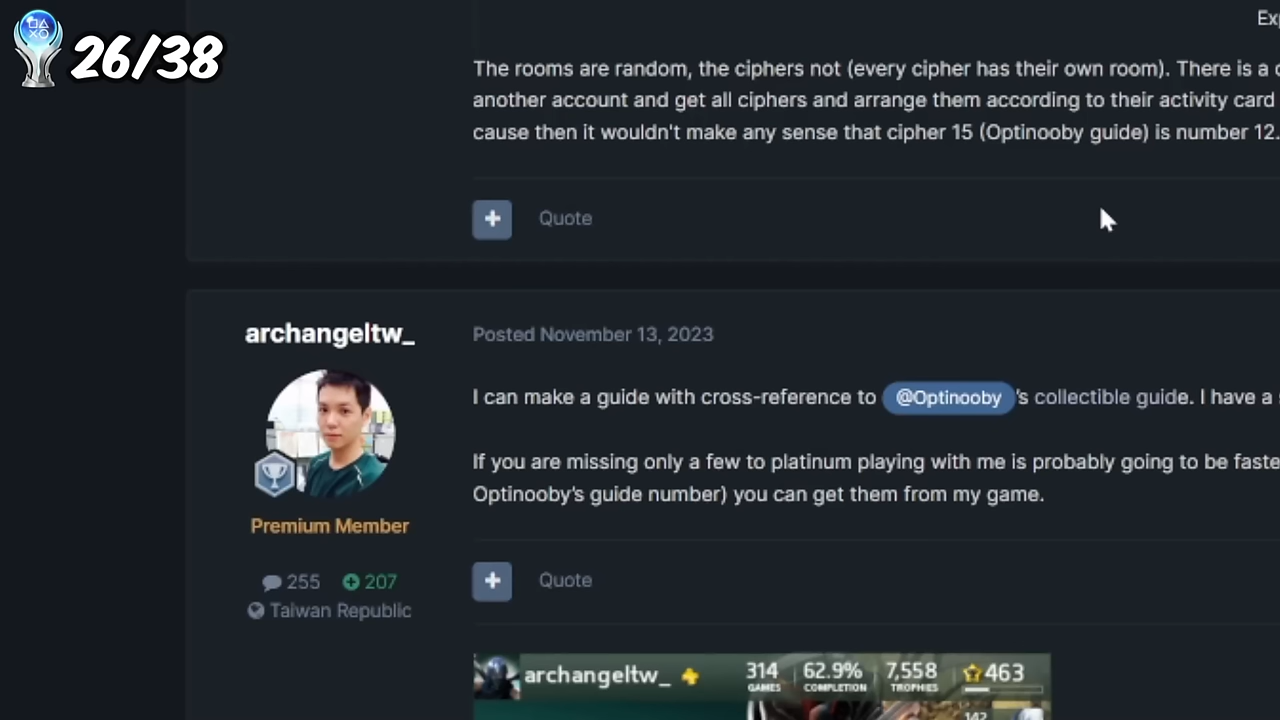 26/38
Exp
The rooms are random, the ciphers not (every cipher has their own room). There is a
another account and get all ciphers and arrange them according to their activity card
cause then it wouldn't make any sense that cipher 15 (Optinooby guide) is number 12.
+ Quote
archangeltw_
Posted November 13, 2023
I can make a guide with cross-reference to @Optinooby's collectible guide. I have a
If you are missing only a few to platinum playing with me is probably going to be faste
Optinooby's guide number) you can get them from my game.
Premium Member
+ Quote
255 207
Taiwan Republic
archangeltw_ 314 62.9% 7,558 463
GAMES COMPLETION TROPHIES
142